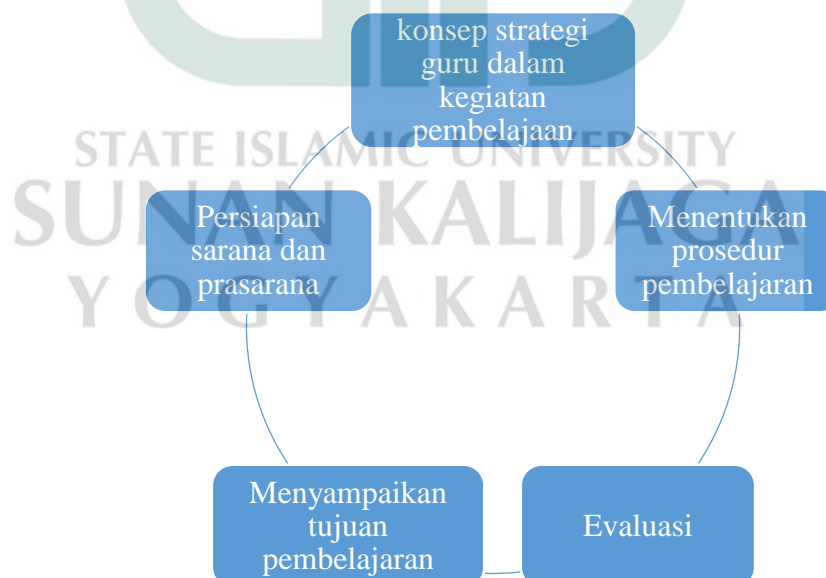 konsep strategi
guru dalam
kegiatan
pembelajaan
STATE ISLAMIC UNIVERSITY
SUNAN KALIJAGA
YOGYAKARTA
Persiapan
sarana dan
prasarana
Menentukan
prosedur
pembelajaran
Menyampaikan
tujuan
pembelajaran
Evaluasi